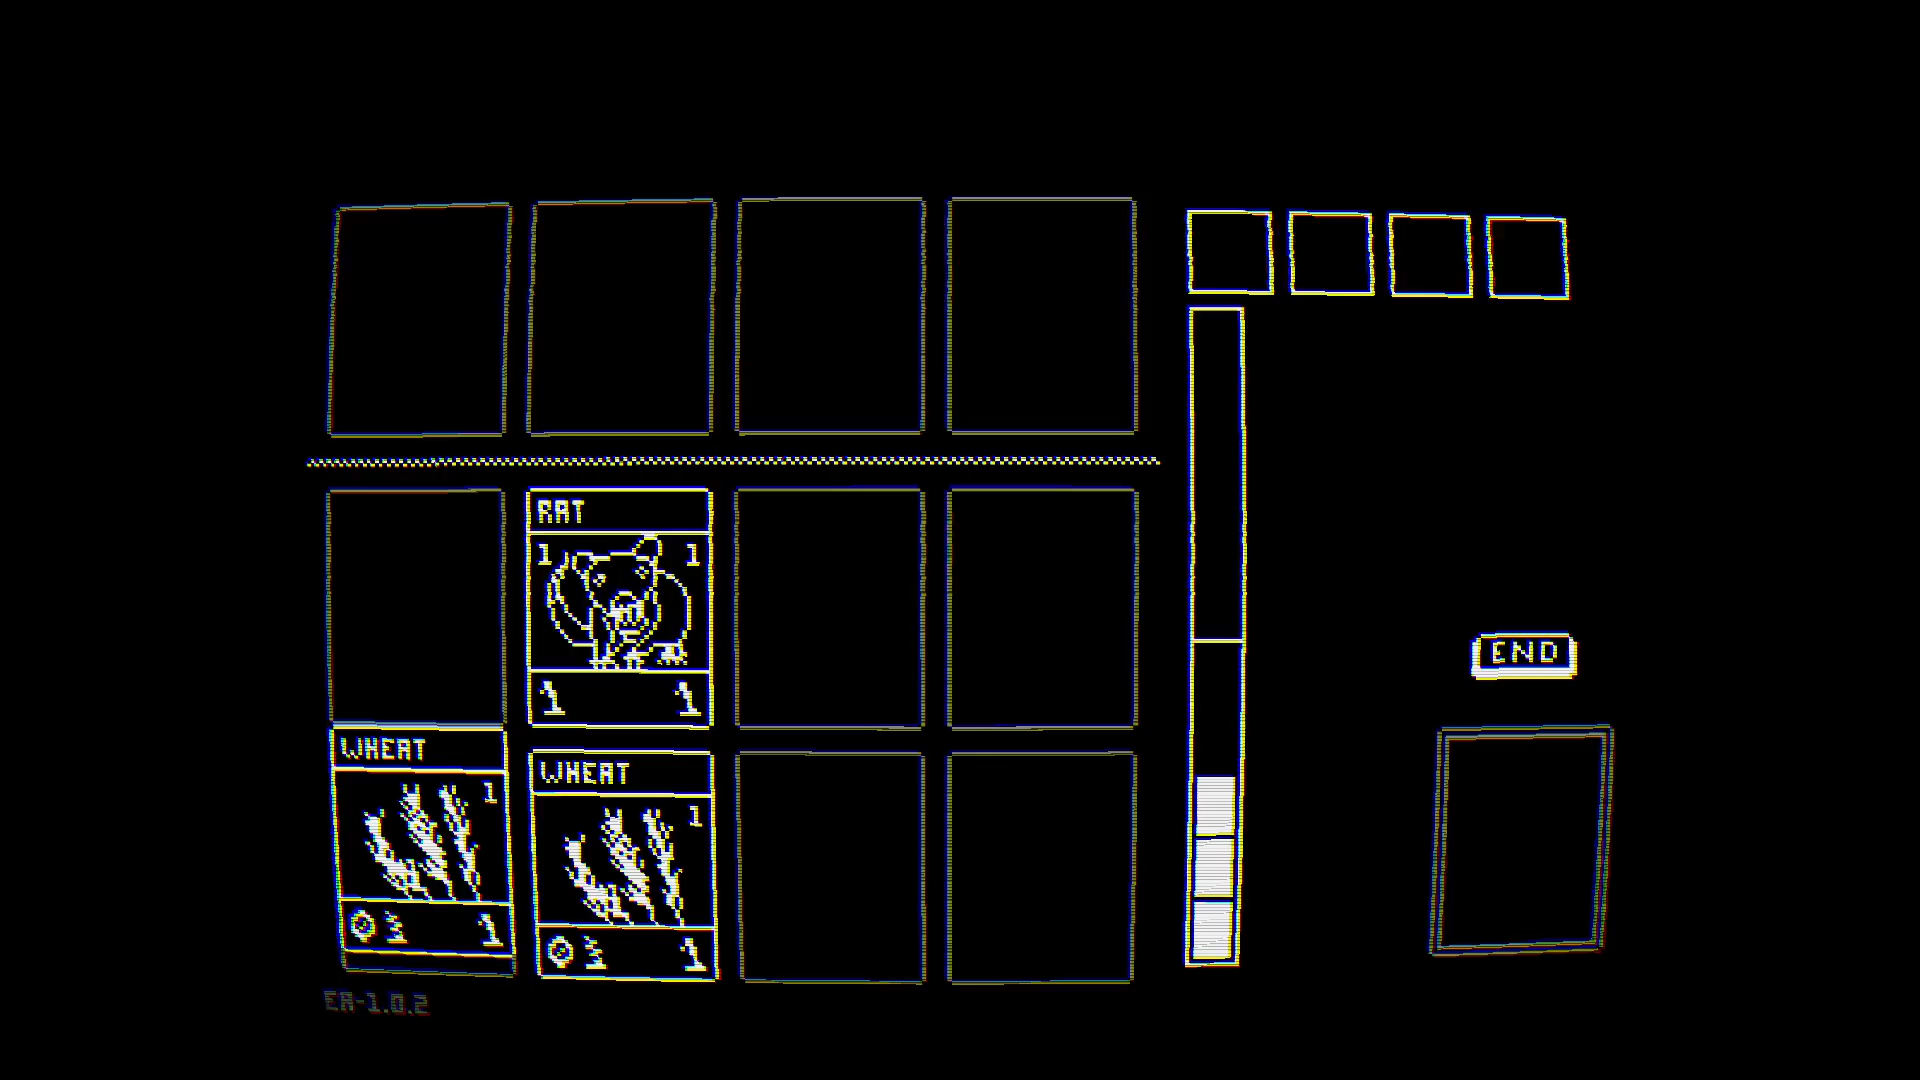 RAT
1 1
1 1
END
WHEAT
1
3 1
WHEAT
1
3 1
EA-1.0.2